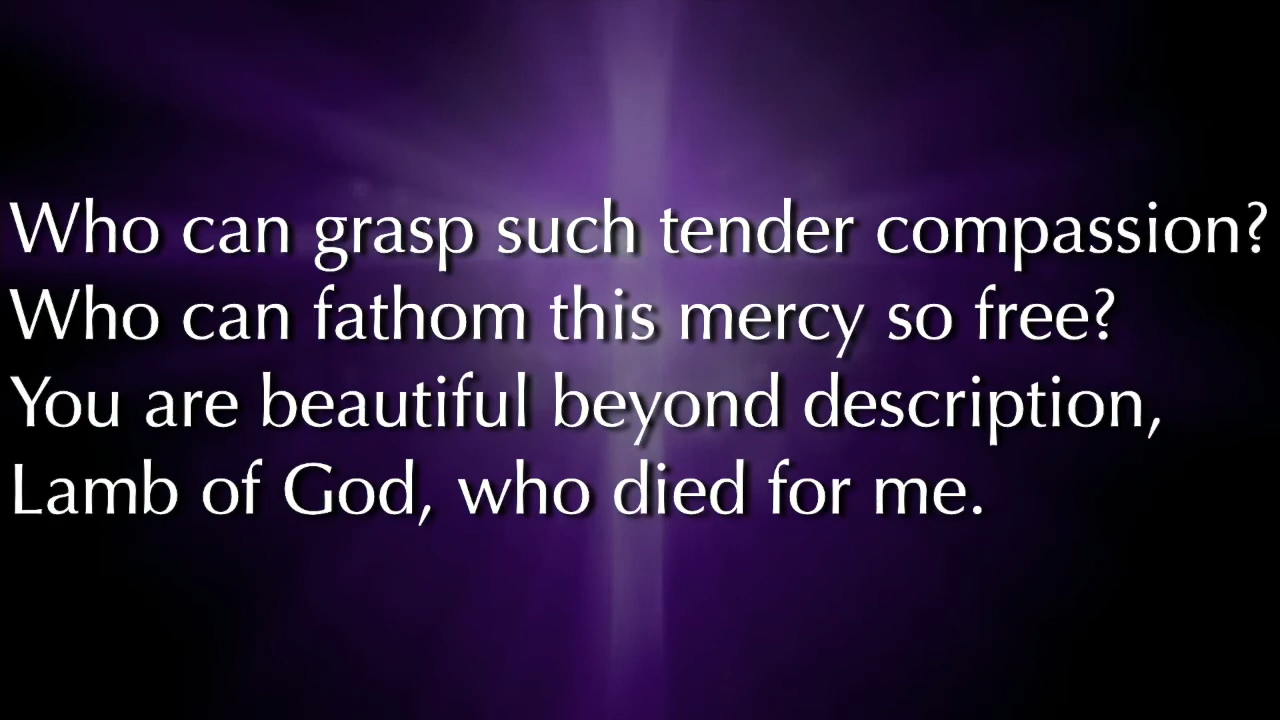 Who can grasp such tender compassion?
Who can fathom this mercy so free?
You are beautiful beyond description,
Lamb of God, who died for me.